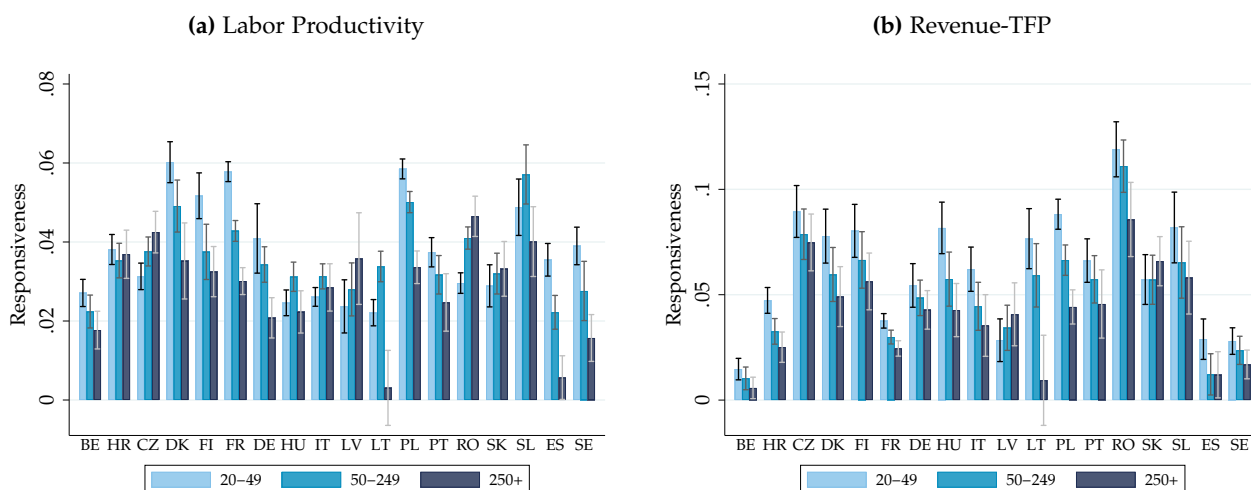 (a) Labor Productivity
Responsiveness
.08
.06
.04
.02
0
BE HR CZ DK FI FR DE HU IT LV LT PL PT RO SK SL ES SE
20–49 50–249 250+
(b) Revenue-TFP
Responsiveness
.15
.1
.05
0
BE HR CZ DK FI FR DE HU IT LV LT PL PT RO SK SL ES SE
20–49 50–249 250+